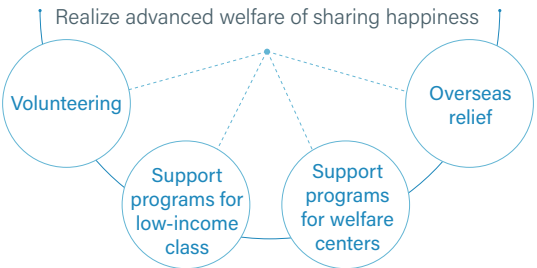 Realize advanced welfare of sharing happiness
Volunteering
Support
programs for
low-income
class
Support
programs
for welfare
centers
Overseas
relief